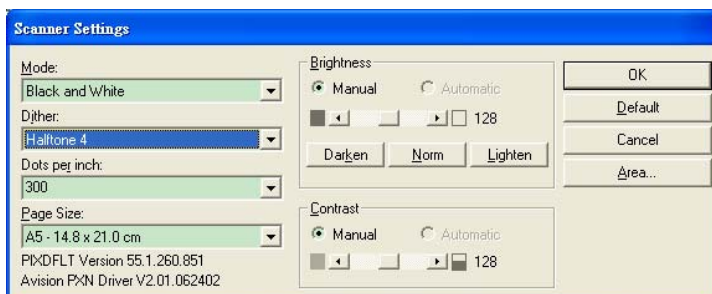 Scanner Settings
Mode:
Black and White
Dither:
Halftone 4
Dots per inch:
300
Page Size:
A5 - 14.8 x 21.0 cm
PIXDFLT Version 55.1.260.851
Avision PXN Driver V2.01.062402
Brightness
Manual Automatic
128
Darken Norm Lighten
Contrast
Manual Automatic
128
OK
Default
Cancel
Area...